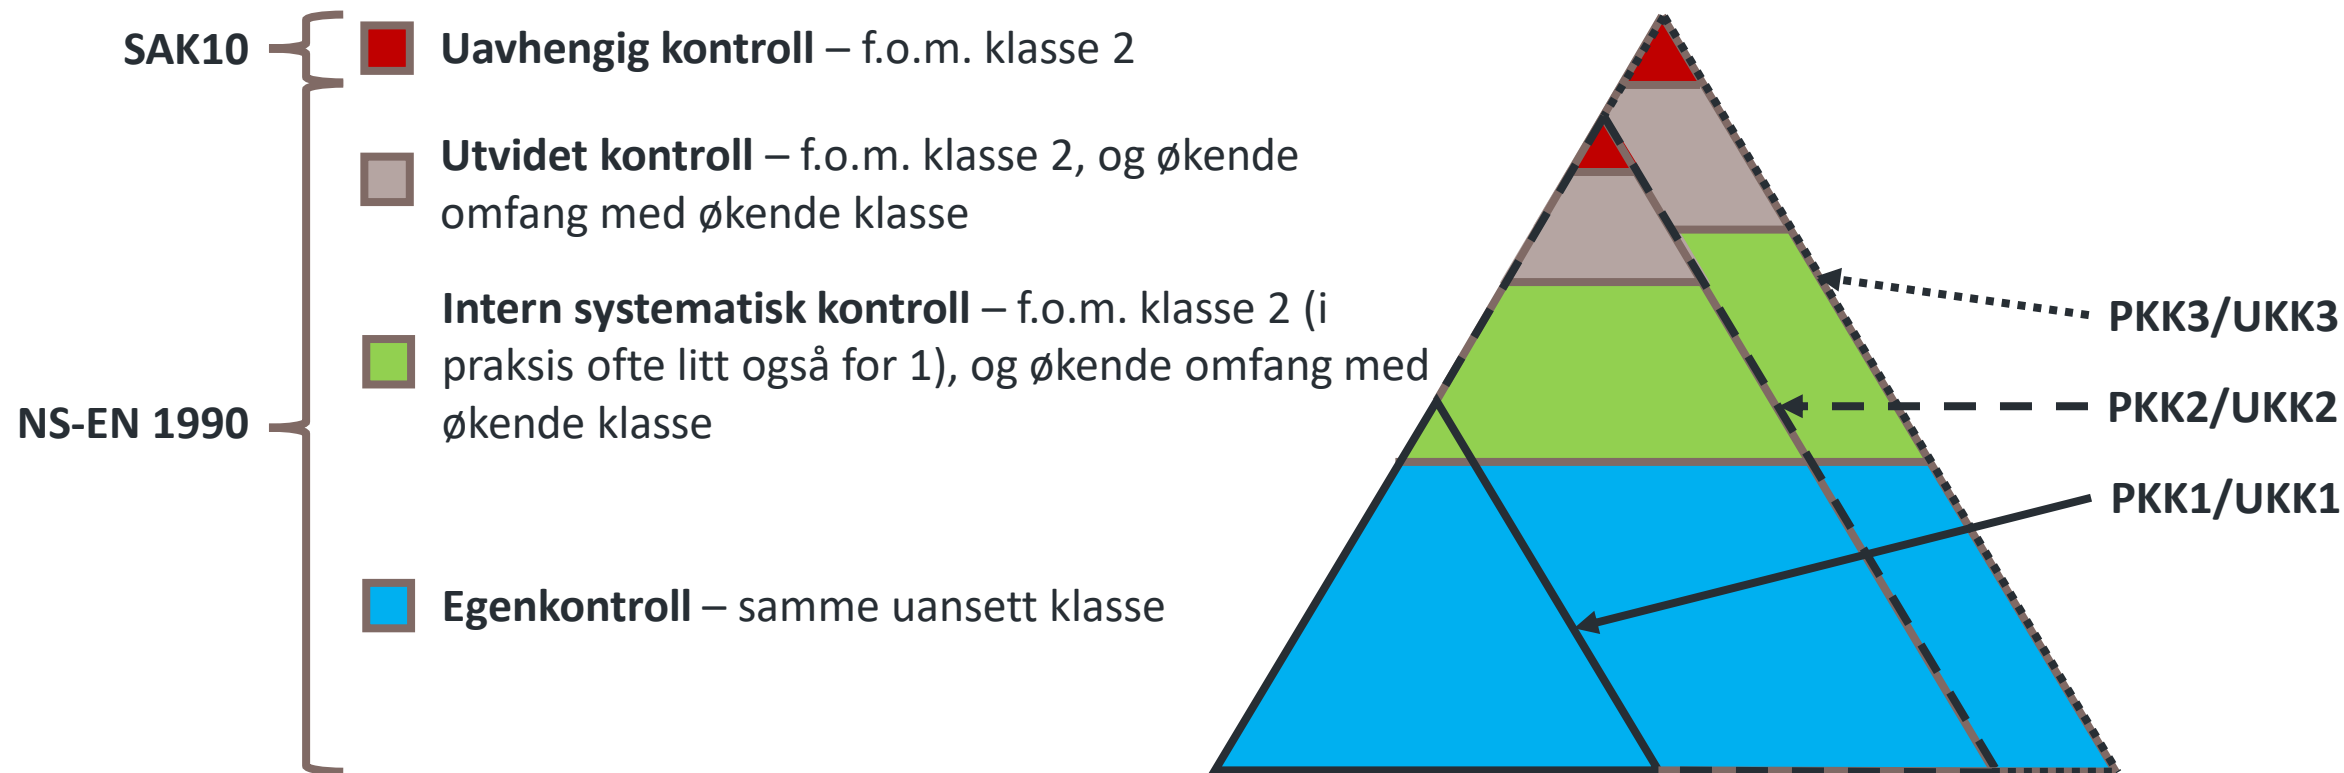 SAK10
Uavhengig kontroll – f.o.m. klasse 2
Utvidet kontroll – f.o.m. klasse 2, og økende
omfang med økende klasse
Intern systematisk kontroll – f.o.m. klasse 2 (i
praksis ofte litt også for 1), og økende omfang med
økende klasse
NS-EN 1990
Egenkontroll – samme uansett klasse
PKK3/UKK3
PKK2/UKK2
PKK1/UKK1